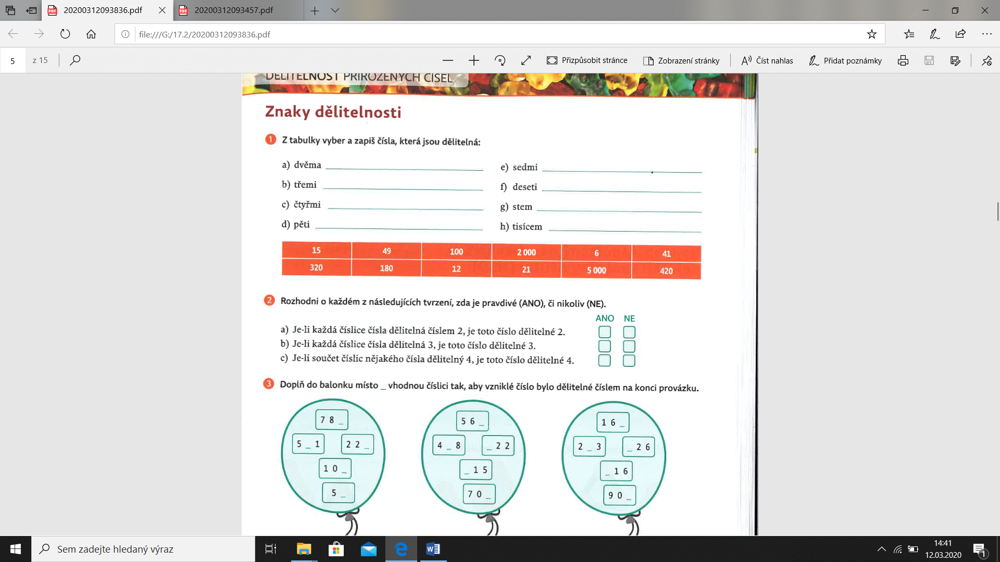 20200312093836.pdf
20200312093457.pdf
file:///G:/17.2/20200312093836.pdf
5 z 15
Přizpůsobit stránce
Zobrazení stránky
Číst nahlas
Přidat poznámky
DĚLITELNOST PŘIROZENÝCH ČÍSEL
Znaky dělitelnosti
1 Z tabulky vyber a zapiš čísla, která jsou dělitelná:
a) dvěma
b) třemi
c) čtyřmi
d) pěti
e) sedmi
f) deseti
g) stem
h) tisícem
15 49 100 2 000 6 41
320 180 12 21 5 000 420
2 Rozhodni o každém z následujících tvrzení, zda je pravdivé (ANO), či nikoliv (NE).
ANO NE
a) Je-li každá číslice čísla dělitelná číslem 2, je toto číslo dělitelné 2.
b) Je-li každá číslice čísla dělitelná 3, je toto číslo dělitelné 3.
c) Je-li součet číslic nějakého čísla dělitelný 4, je toto číslo dělitelné 4.
3 Doplň do balonku místo _ vhodnou číslici tak, aby vzniklé číslo bylo dělitelné číslem na konci provázku.
7 8 _
5 _ 1 2 2 _
1 0 _
5 _
5 6 _
4 _ 8 _ 2 2
_ 1 5
7 0 _
1 6 _
2 _ 3 _ 2 6
_ 1 6
9 0 _
Sem zadejte hledaný výraz
14:41
12.03.2020
1